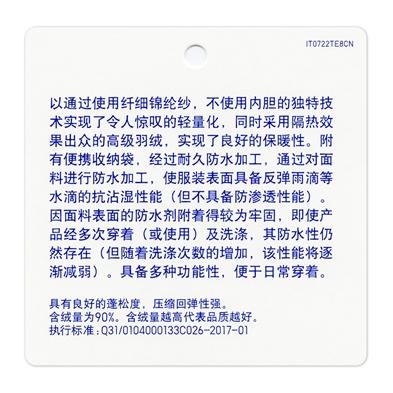 IT0722TE8CN
以通过使用纤细锦纶纱，不使用内胆的独特技
术实现了令人惊叹的轻量化，同时采用隔热效
果出众的高级羽绒，实现了良好的保暖性。附
有便携收纳袋，经过耐久防水加工，通过对面
料进行防水加工，使服装表面具备反弹雨滴等
水滴的抗沾湿性能（但不具备防渗透性能）。
因面料表面的防水剂附着得较为牢固，即使产
品经多次穿着（或使用）及洗涤，其防水性仍
然存在（但随着洗涤次数的增加，该性能将逐
渐减弱）。具备多种功能性，便于日常穿着。
具有良好的蓬松度，压缩回弹性强。
含绒量为90%。含绒量越高代表品质越好。
执行标准：Q31/0104000133C026-2017-01